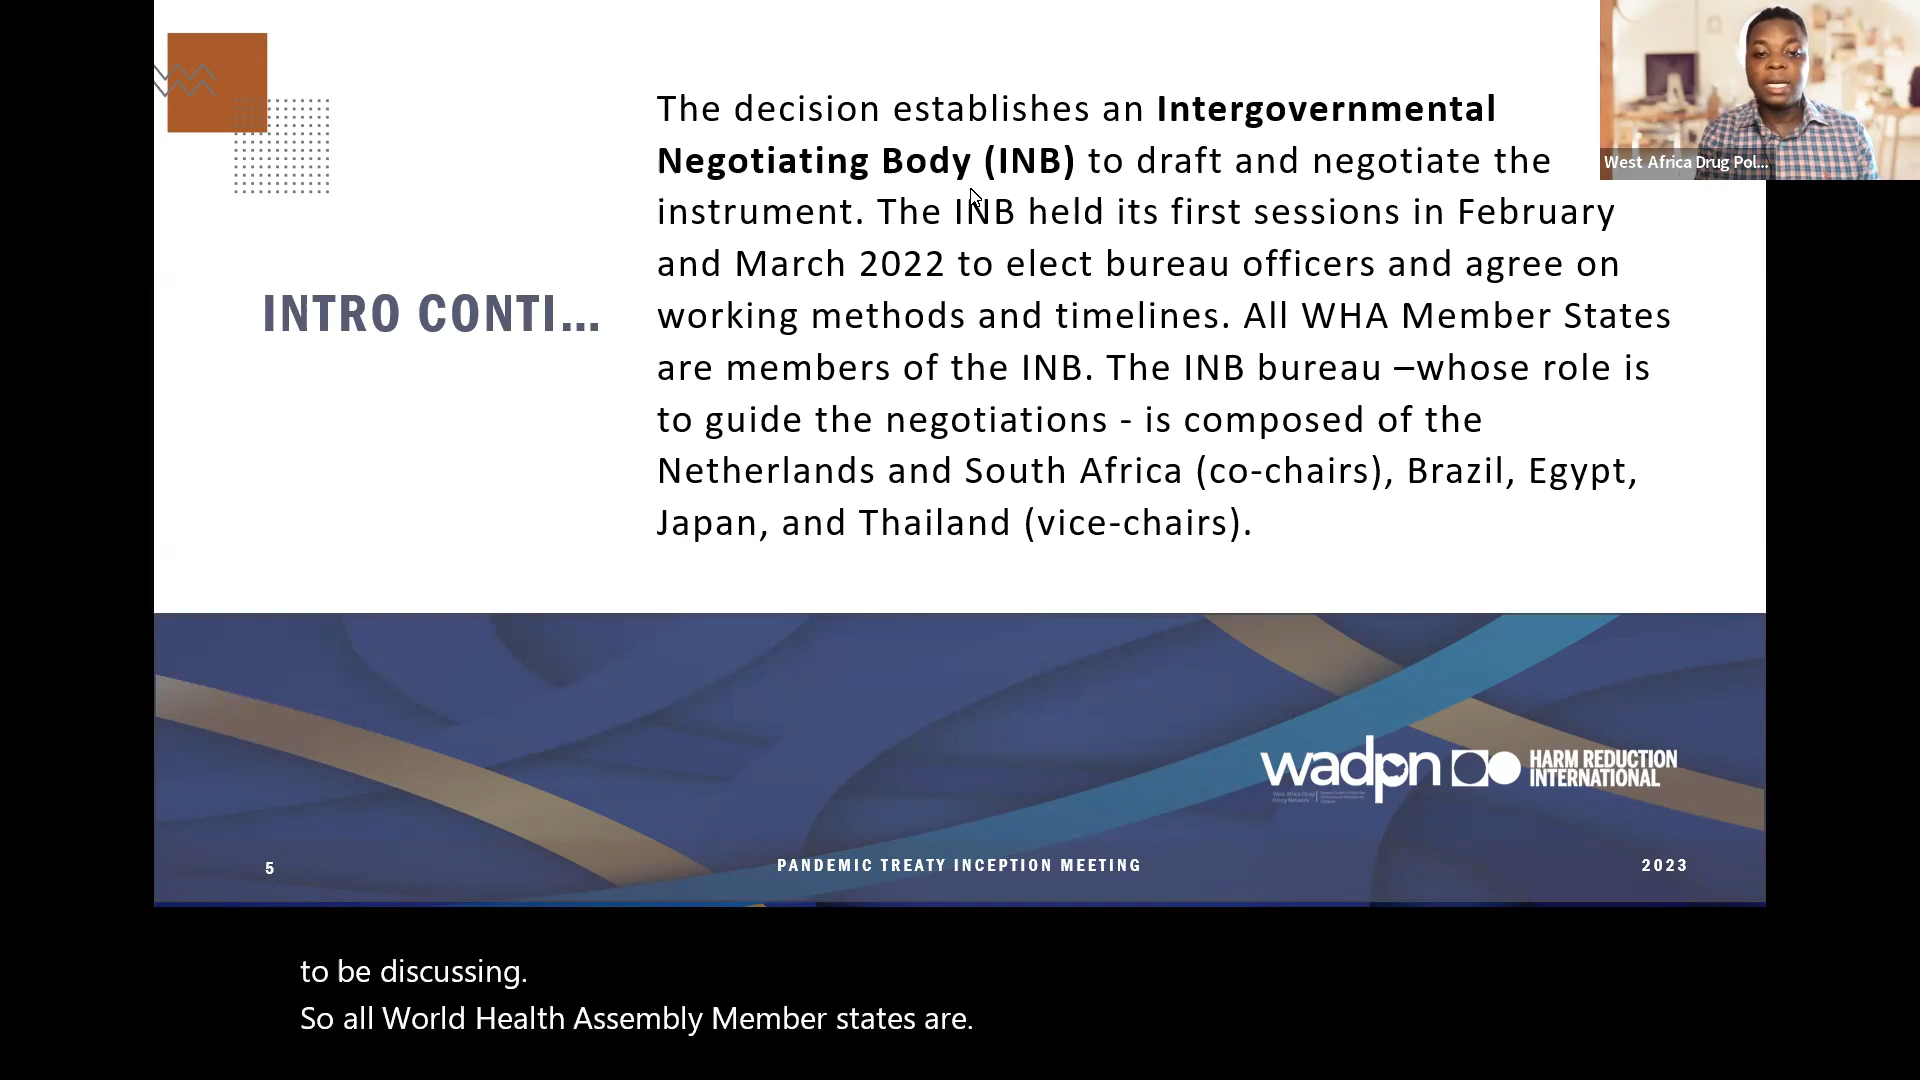 The decision establishes an Intergovernmental
Negotiating Body (INB) to draft and negotiate the
instrument. The INB held its first sessions in February
and March 2022 to elect bureau officers and agree on
working methods and timelines. All WHA Member States
are members of the INB. The INB bureau –whose role is
to guide the negotiations - is composed of the
Netherlands and South Africa (co-chairs), Brazil, Egypt,
Japan, and Thailand (vice-chairs).
INTRO CONTI…
West Africa Drug Pol...
wadpn
West Africa Drug
Policy Network
HARM REDUCTION
INTERNATIONAL
5
PANDEMIC TREATY INCEPTION MEETING
2023
to be discussing.
So all World Health Assembly Member states are.